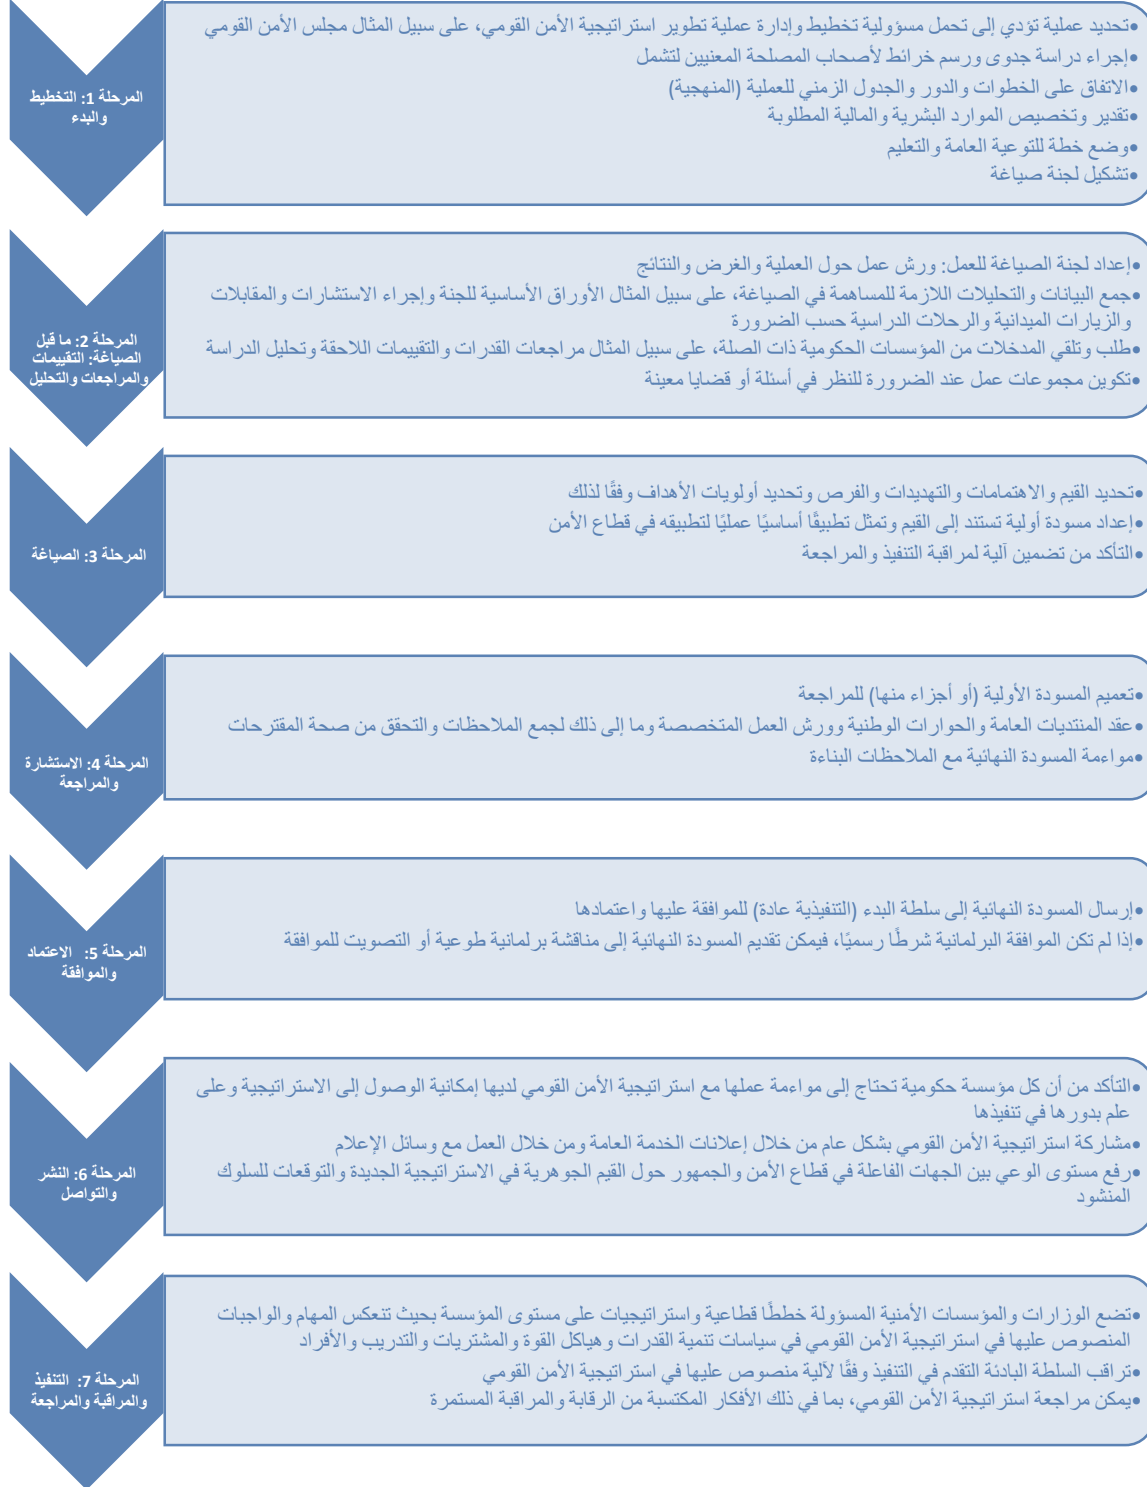 المرحلة 1: التخطيط
والبدء
•تحديد عملية تؤدي إلى تحمل مسؤولية تخطيط وإدارة عملية تطوير استراتيجية الأمن القومي، على سبيل المثال مجلس الأمن القومي
•إجراء دراسة جدوى ورسم خرائط لأصحاب المصلحة المعنيين لتشمل
•الاتفاق على الخطوات والدور والجدول الزمني للعملية (المنهجية)
•تقدير وتخصيص الموارد البشرية والمالية المطلوبة
•وضع خطة للتوعية العامة والتعليم
•تشكيل لجنة صياغة
المرحلة 2: ما قبل
الصياغة: التقييمات
والمراجعات والتحليل
•إعداد لجنة الصياغة للعمل: ورش عمل حول العملية والغرض والنتائج
•جمع البيانات والتحليلات اللازمة للمساهمة في الصياغة، على سبيل المثال الأوراق الأساسية للجنة وإجراء الاستشارات والمقابلات
والزيارات الميدانية والرحلات الدراسية حسب الضرورة
•طلب وتلقي المدخلات من المؤسسات الحكومية ذات الصلة، على سبيل المثال مراجعات القدرات والتقييمات اللاحقة وتحليل الدراسة
•تكوين مجموعات عمل عند الضرورة للنظر في أسئلة أو قضايا معينة
المرحلة 3: الصياغة
•تحديد القيم والاهتمامات والتهديدات والفرص وتحديد أولويات الأهداف وفقًا لذلك
•إعداد مسودة أولية تستند إلى القيم وتمثل تطبيقًا أساسيًا عمليًا لتطبيقه في قطاع الأمن
•التأكد من تضمين آلية لمراقبة التنفيذ والمراجعة
المرحلة 4: الاستشارة
والمراجعة
•تعميم المسودة الأولية (أو أجزاء منها) للمراجعة
•عقد المنتديات العامة والحوارات الوطنية وورش العمل المتخصصة وما إلى ذلك لجمع الملاحظات والتحقق من صحة المقترحات
•مواءمة المسودة النهائية مع الملاحظات البناءة
المرحلة 5: الاعتماد
والموافقة
•إرسال المسودة النهائية إلى سلطة البدء (التنفيذية عادة) للموافقة عليها واعتمادها
•إذا لم تكن الموافقة البرلمانية شرطًا رسميًا، فيمكن تقديم المسودة النهائية إلى مناقشة برلمانية طوعية أو التصويت للموافقة
المرحلة 6: النشر
والتواصل
•التأكد من أن كل مؤسسة حكومية تحتاج إلى مواءمة عملها مع استراتيجية الأمن القومي لديها إمكانية الوصول إلى الاستراتيجية وعلى
علم بدورها في تنفيذها
•مشاركة استراتيجية الأمن القومي بشكل عام من خلال إعلانات الخدمة العامة ومن خلال العمل مع وسائل الإعلام
•رفع مستوى الوعي بين الجهات الفاعلة في قطاع الأمن والجمهور حول القيم الجوهرية في الاستراتيجية الجديدة والتوقعات للسلوك
المنشود
المرحلة 7: التنفيذ
والمراقبة والمراجعة
•تضع الوزارات والمؤسسات الأمنية المسؤولة خططًا قطاعية واستراتيجيات على مستوى المؤسسة بحيث تنعكس المهام والواجبات
المنصوص عليها في استراتيجية الأمن القومي في سياسات تنمية القدرات وهياكل القوة والمشتريات والتدريب والأفراد
•تراقب السلطة البادئة التقدم في التنفيذ وفقًا لآلية منصوص عليها في استراتيجية الأمن القومي
•يمكن مراجعة استراتيجية الأمن القومي، بما في ذلك الأفكار المكتسبة من الرقابة والمراقبة المستمرة